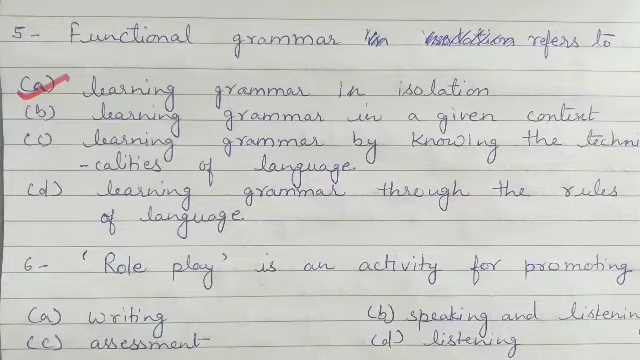 5- Functional grammar in isolation refers to
(a) learning grammar in isolation
(b) learning grammar in a given context
(c) learning grammar by knowing the techni
-calities of language.
(d) learning grammar through the rules
of language.
6- 'Role play' is an activity for promoting
(a) writing (b) speaking and listenin
(c) assessment (d) listening